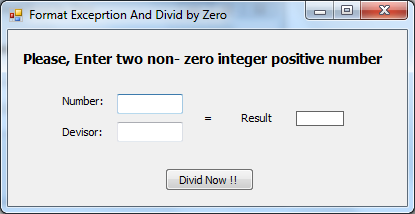 Format Exceprtion And Divid by Zero
Please, Enter two non- zero integer positive number
Number:
= Result
Devisor:
Divid Now !!